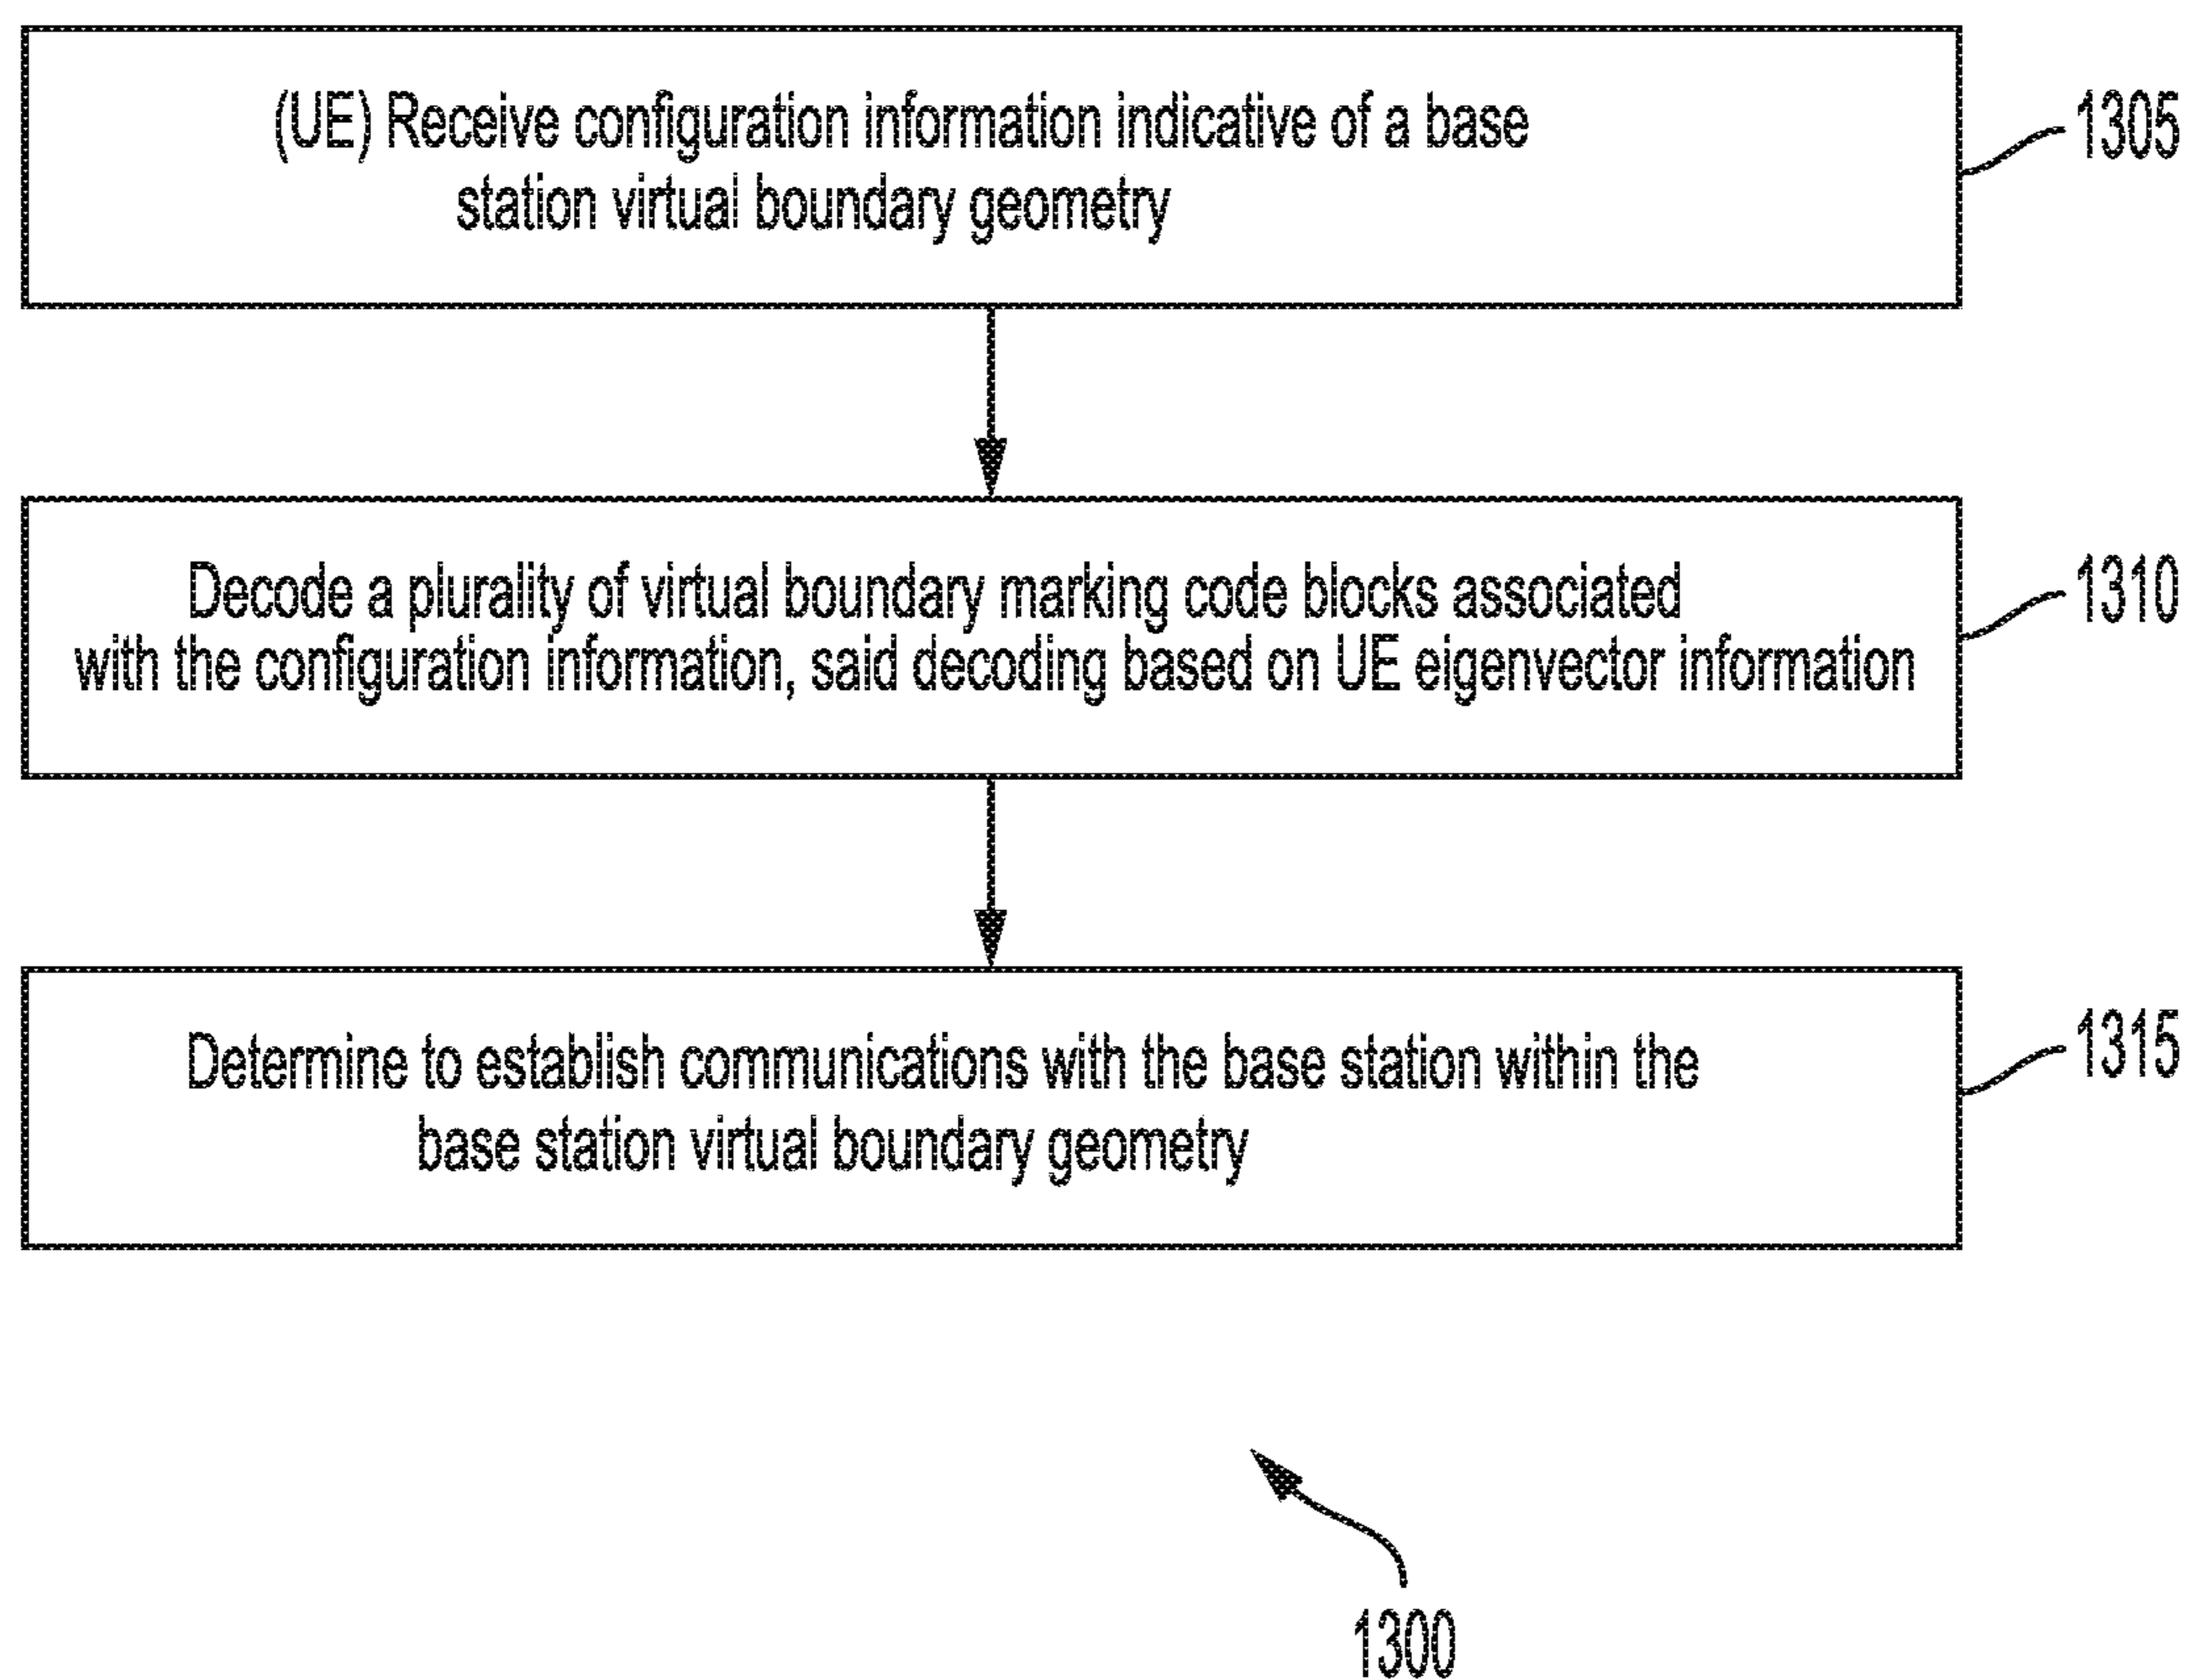 (UE) Receive configuration information indicative of a base
station virtual boundary geometry
1305
Decode a plurality of virtual boundary marking code blocks associated
with the configuration information, said decoding based on UE eigenvector information
1310
Determine to establish communications with the base station within the
base station virtual boundary geometry
1315
1300